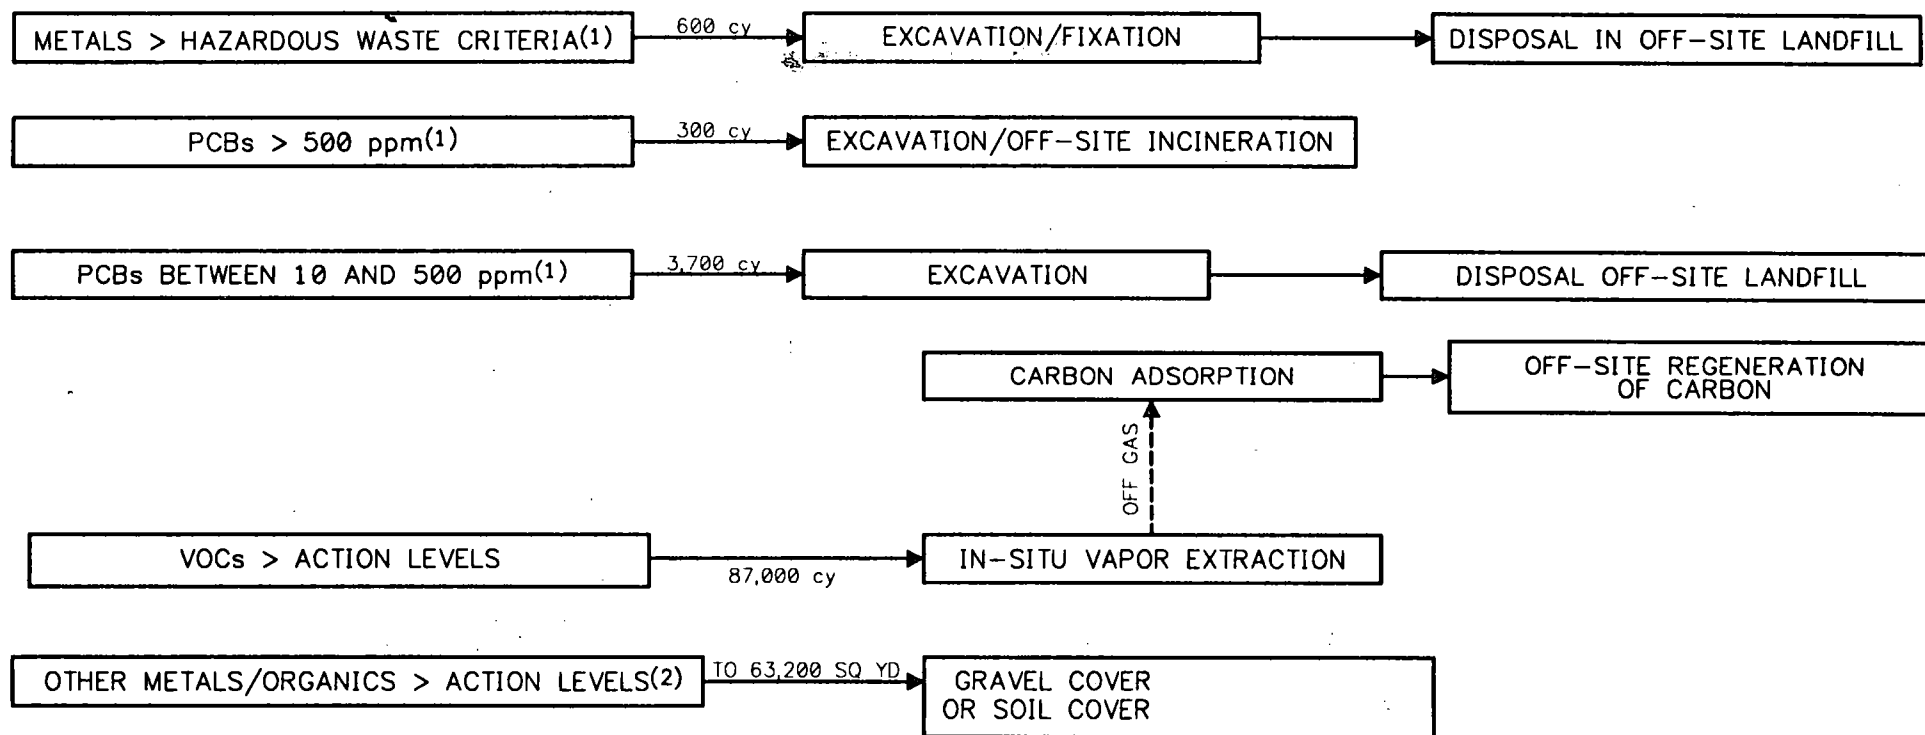 METALS > HAZARDOUS WASTE CRITERIA(1)
600 cy
EXCAVATION/FIXATION
DISPOSAL IN OFF-SITE LANDFILL
PCBs > 500 ppm(1)
300 cy
EXCAVATION/OFF-SITE INCINERATION
PCBs BETWEEN 10 AND 500 ppm(1)
3,700 cy
EXCAVATION
DISPOSAL OFF-SITE LANDFILL
CARBON ADSORPTION
OFF-SITE REGENERATION
OF CARBON
OFF GAS
VOCs > ACTION LEVELS
87,000 cy
IN-SITU VAPOR EXTRACTION
OTHER METALS/ORGANICS > ACTION LEVELS(2)
TO 63,200 SQ YD
GRAVEL COVER
OR SOIL COVER